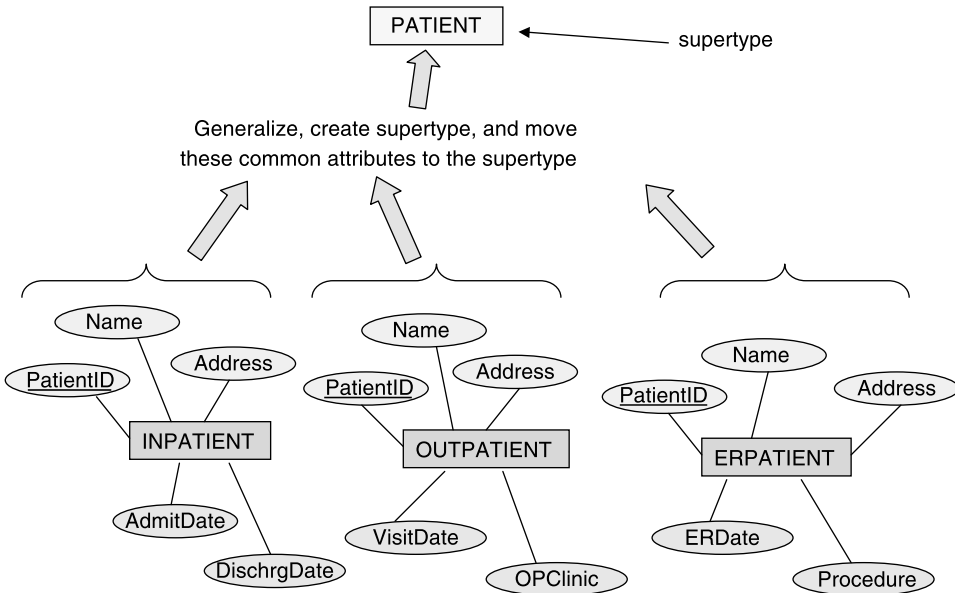 PATIENT
supertype
Generalize, create supertype, and move
these common attributes to the supertype
Name
PatientID
Address
INPATIENT
AdmitDate
DischrgDate
Name
PatientID
Address
OUTPATIENT
VisitDate
OPClinic
Name
PatientID
Address
ERPATIENT
ERDate
Procedure